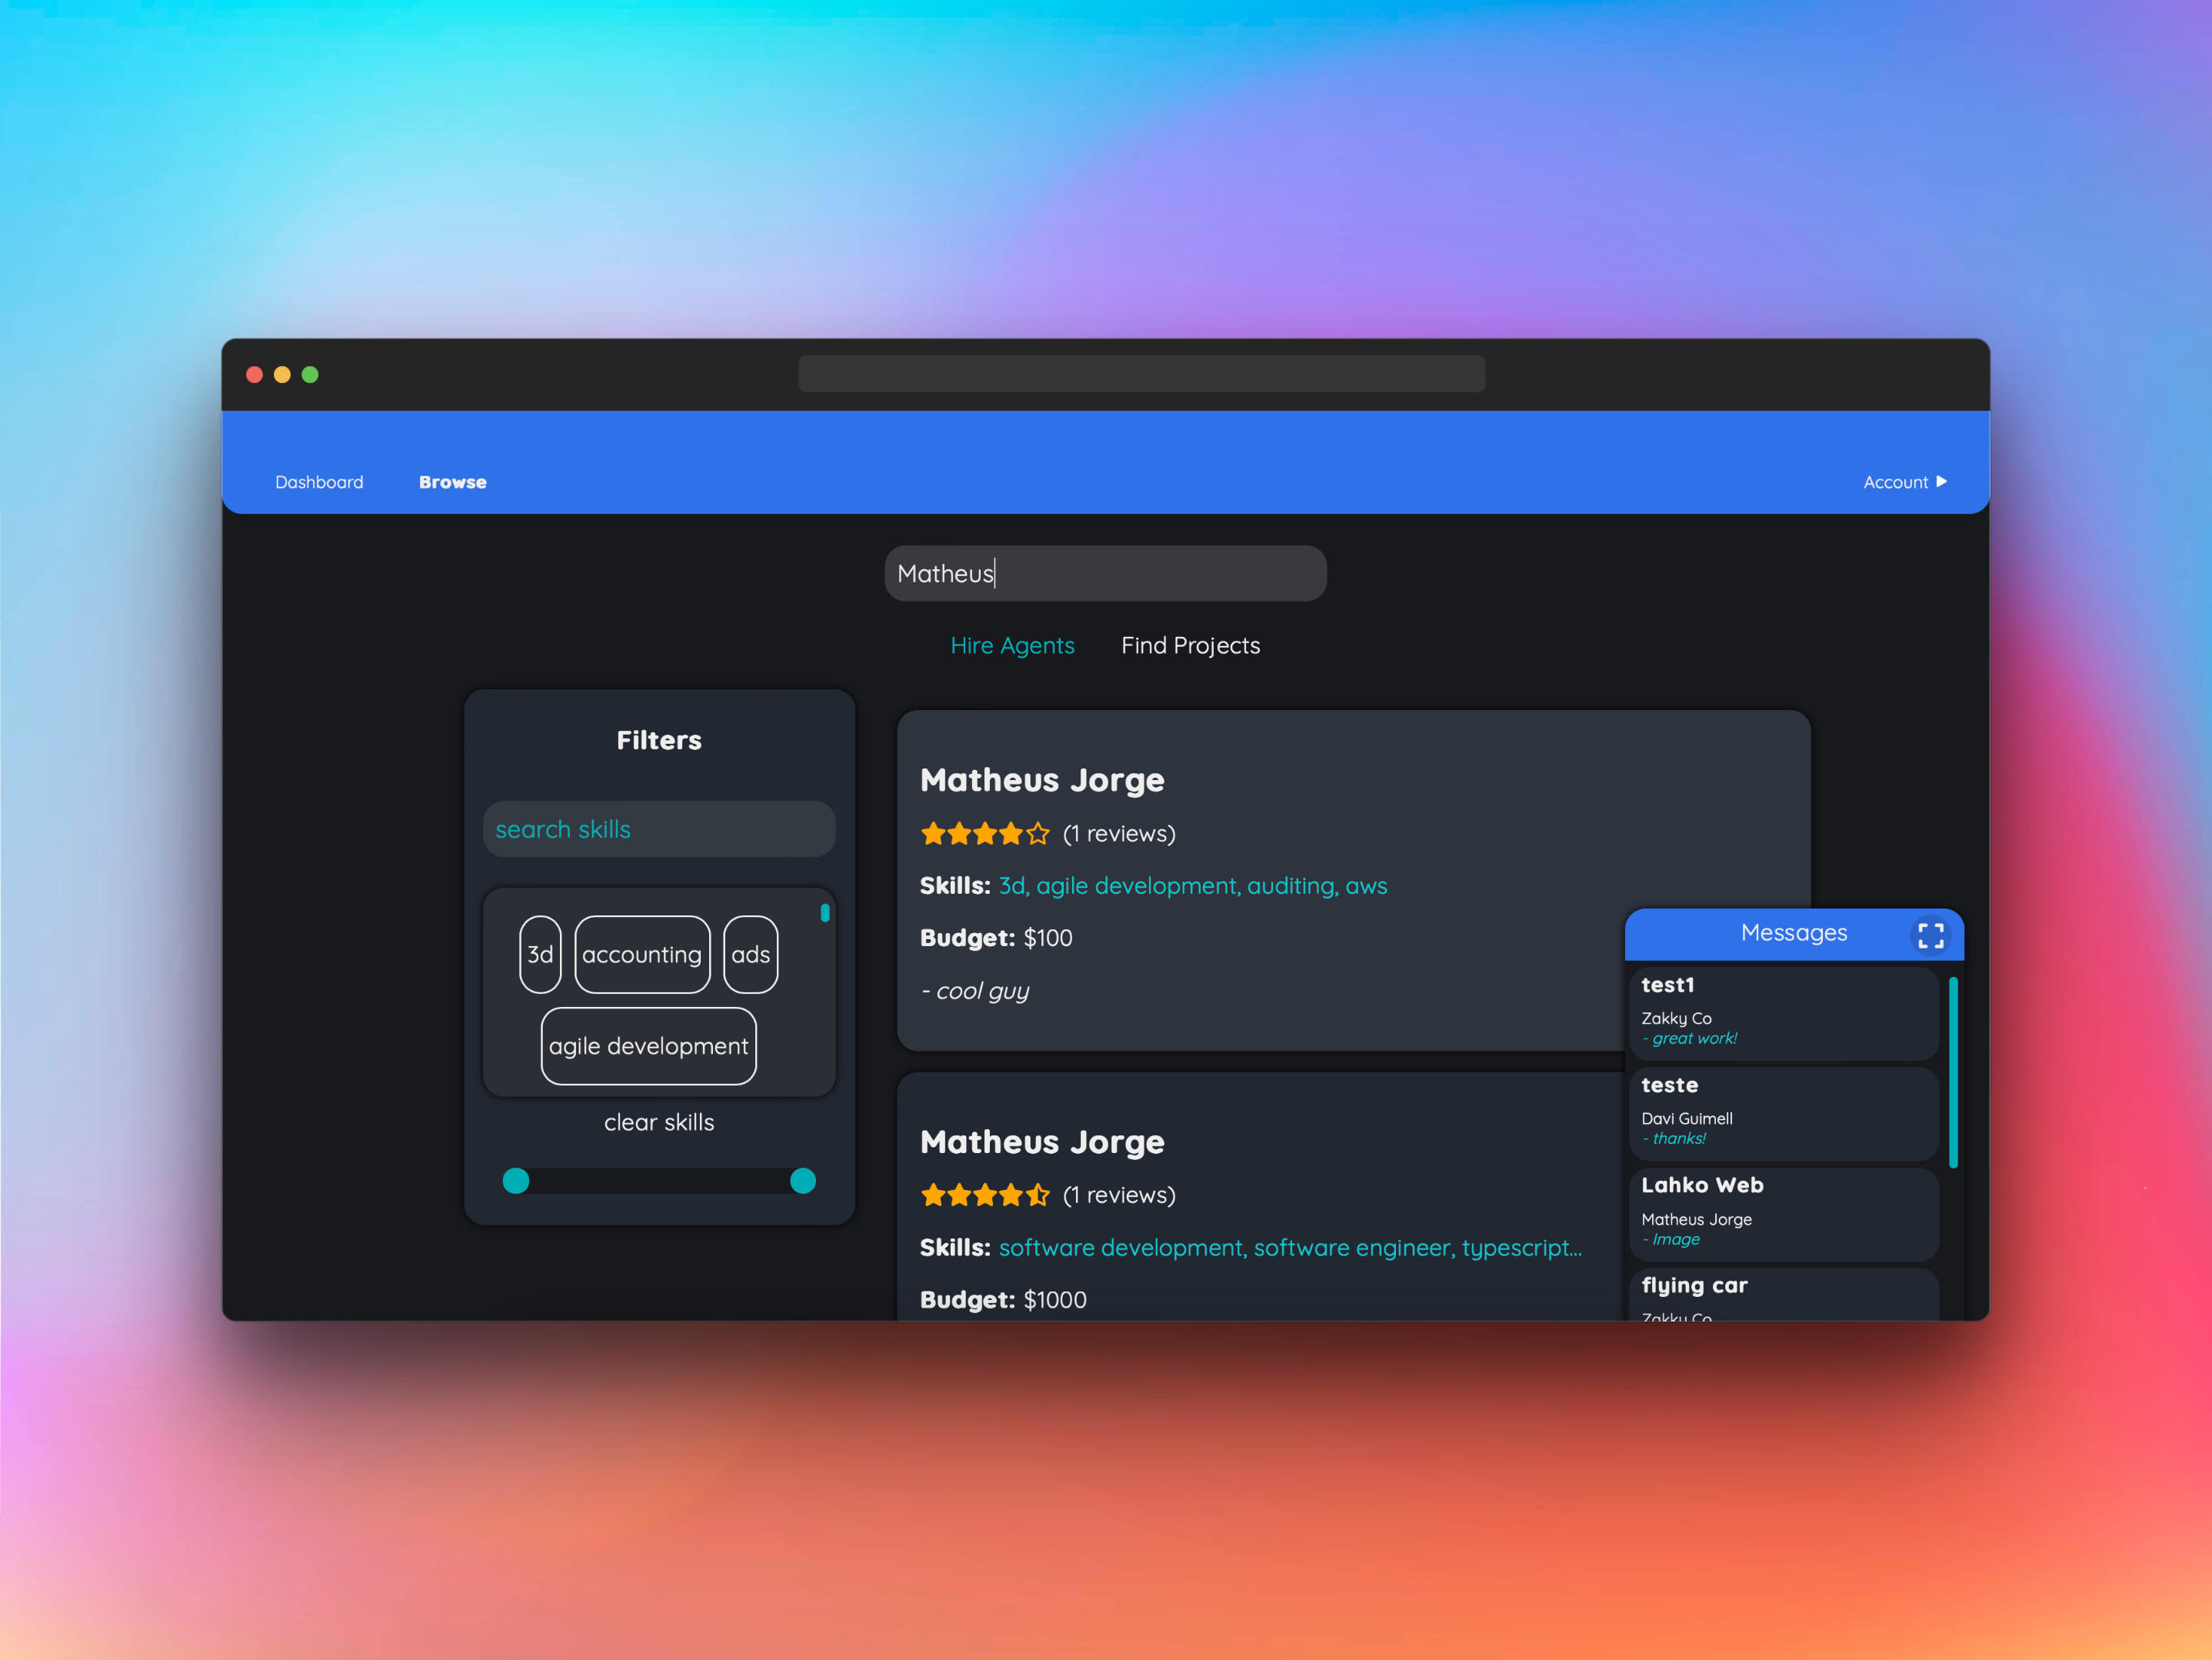 Dashboard
Browse
Account
Matheus
Hire Agents
Find Projects
Filters
search skills
3d
accounting
ads
agile development
clear skills
Matheus Jorge
(1 reviews)
Skills: 3d, agile development, auditing, aws
Budget: $100
- cool guy
Matheus Jorge
(1 reviews)
Skills: software development, software engineer, typescript...
Budget: $1000
Messages
test1
Zakky Co
- great work!
teste
Davi Guimell
- thanks!
Lahko Web
Matheus Jorge
- Image
flying car
Zakky Co